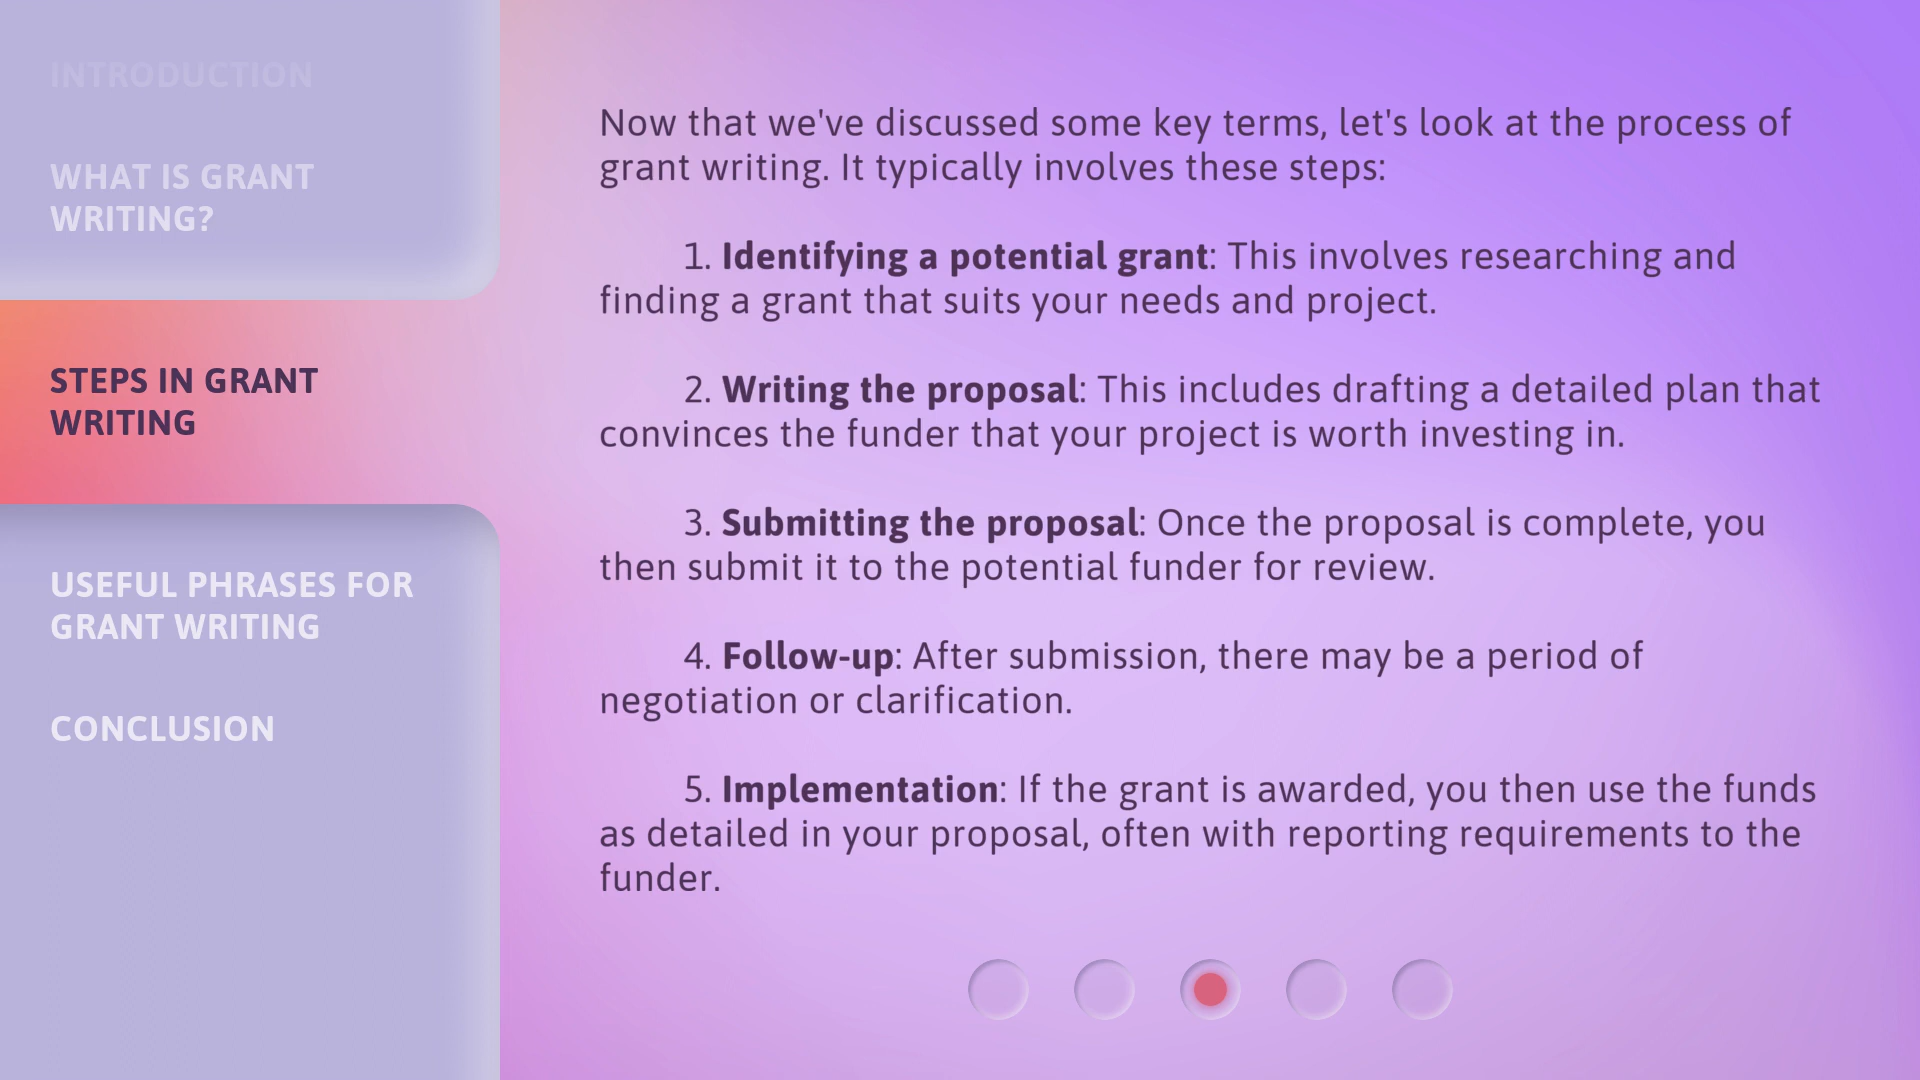 INTRODUCTION
WHAT IS GRANT
WRITING?
STEPS IN GRANT
WRITING
USEFUL PHRASES FOR
GRANT WRITING
CONCLUSION
Now that we've discussed some key terms, let's look at the process of
grant writing. It typically involves these steps:
1. Identifying a potential grant: This involves researching and
finding a grant that suits your needs and project.
2. Writing the proposal: This includes drafting a detailed plan that
convinces the funder that your project is worth investing in.
3. Submitting the proposal: Once the proposal is complete, you
then submit it to the potential funder for review.
4. Follow-up: After submission, there may be a period of
negotiation or clarification.
5. Implementation: If the grant is awarded, you then use the funds
as detailed in your proposal, often with reporting requirements to the
funder.